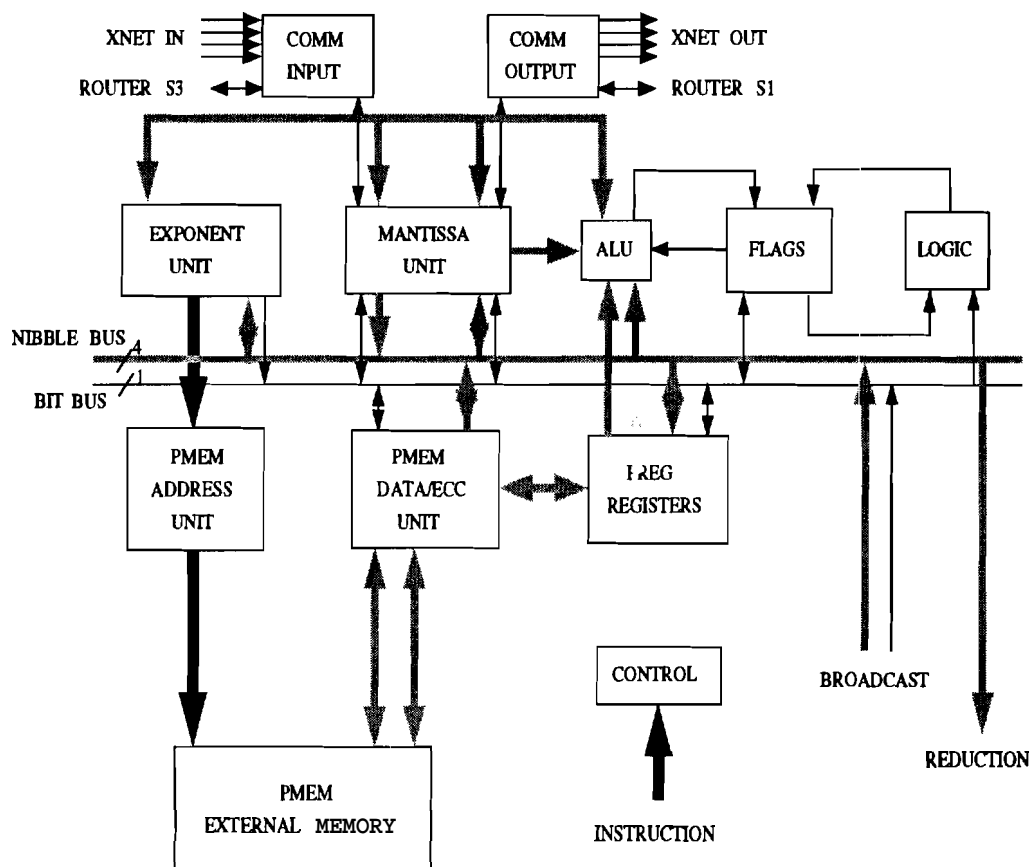 XNET IN
COMM
INPUT
ROUTER S3
COMM
OUTPUT
XNET OUT
ROUTER S1
EXPONENT
UNIT
MANTISSA
UNIT
ALU
FLAGS
LOGIC
NIBBLE BUS
4
1
BIT BUS
PMEM
ADDRESS
UNIT
PMEM
DATA/ECC
UNIT
PREG
REGISTERS
CONTROL
INSTRUCTION
BROADCAST
REDUCTION
PMEM
EXTERNAL MEMORY